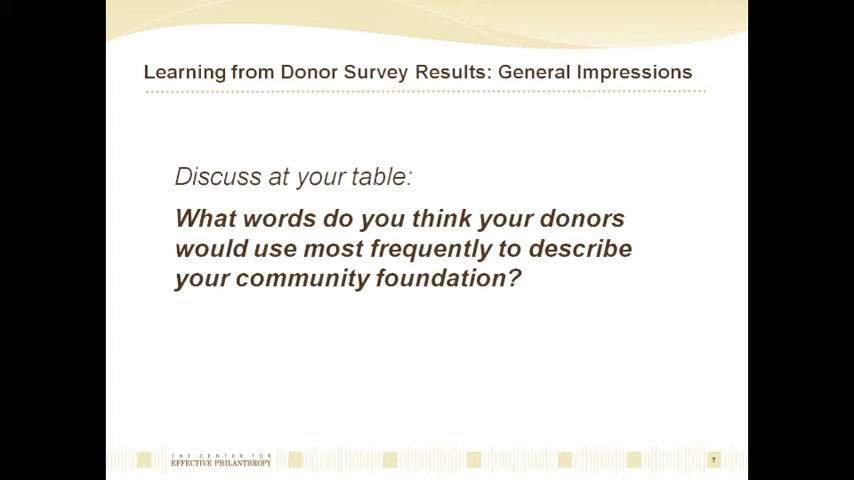 Learning from Donor Survey Results: General Impressions
Discuss at your table:
What words do you think your donors
would use most frequently to describe
your community foundation?
THE CENTER FOR
EFFECTIVE PHILANTHROPY
7